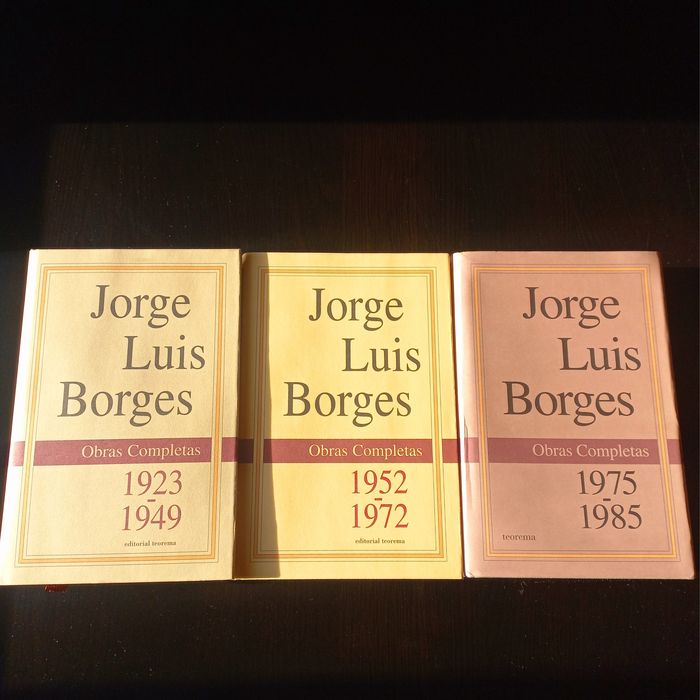 Jorge
Luis
Borges
Obras Completas
1923
-
1949
editorial teorema
Jorge
Luis
Borges
Obras Completas
1952
-
1972
editorial teorema
Jorge
Luis
Borges
Obras Completas
1975
-
1985
teorema